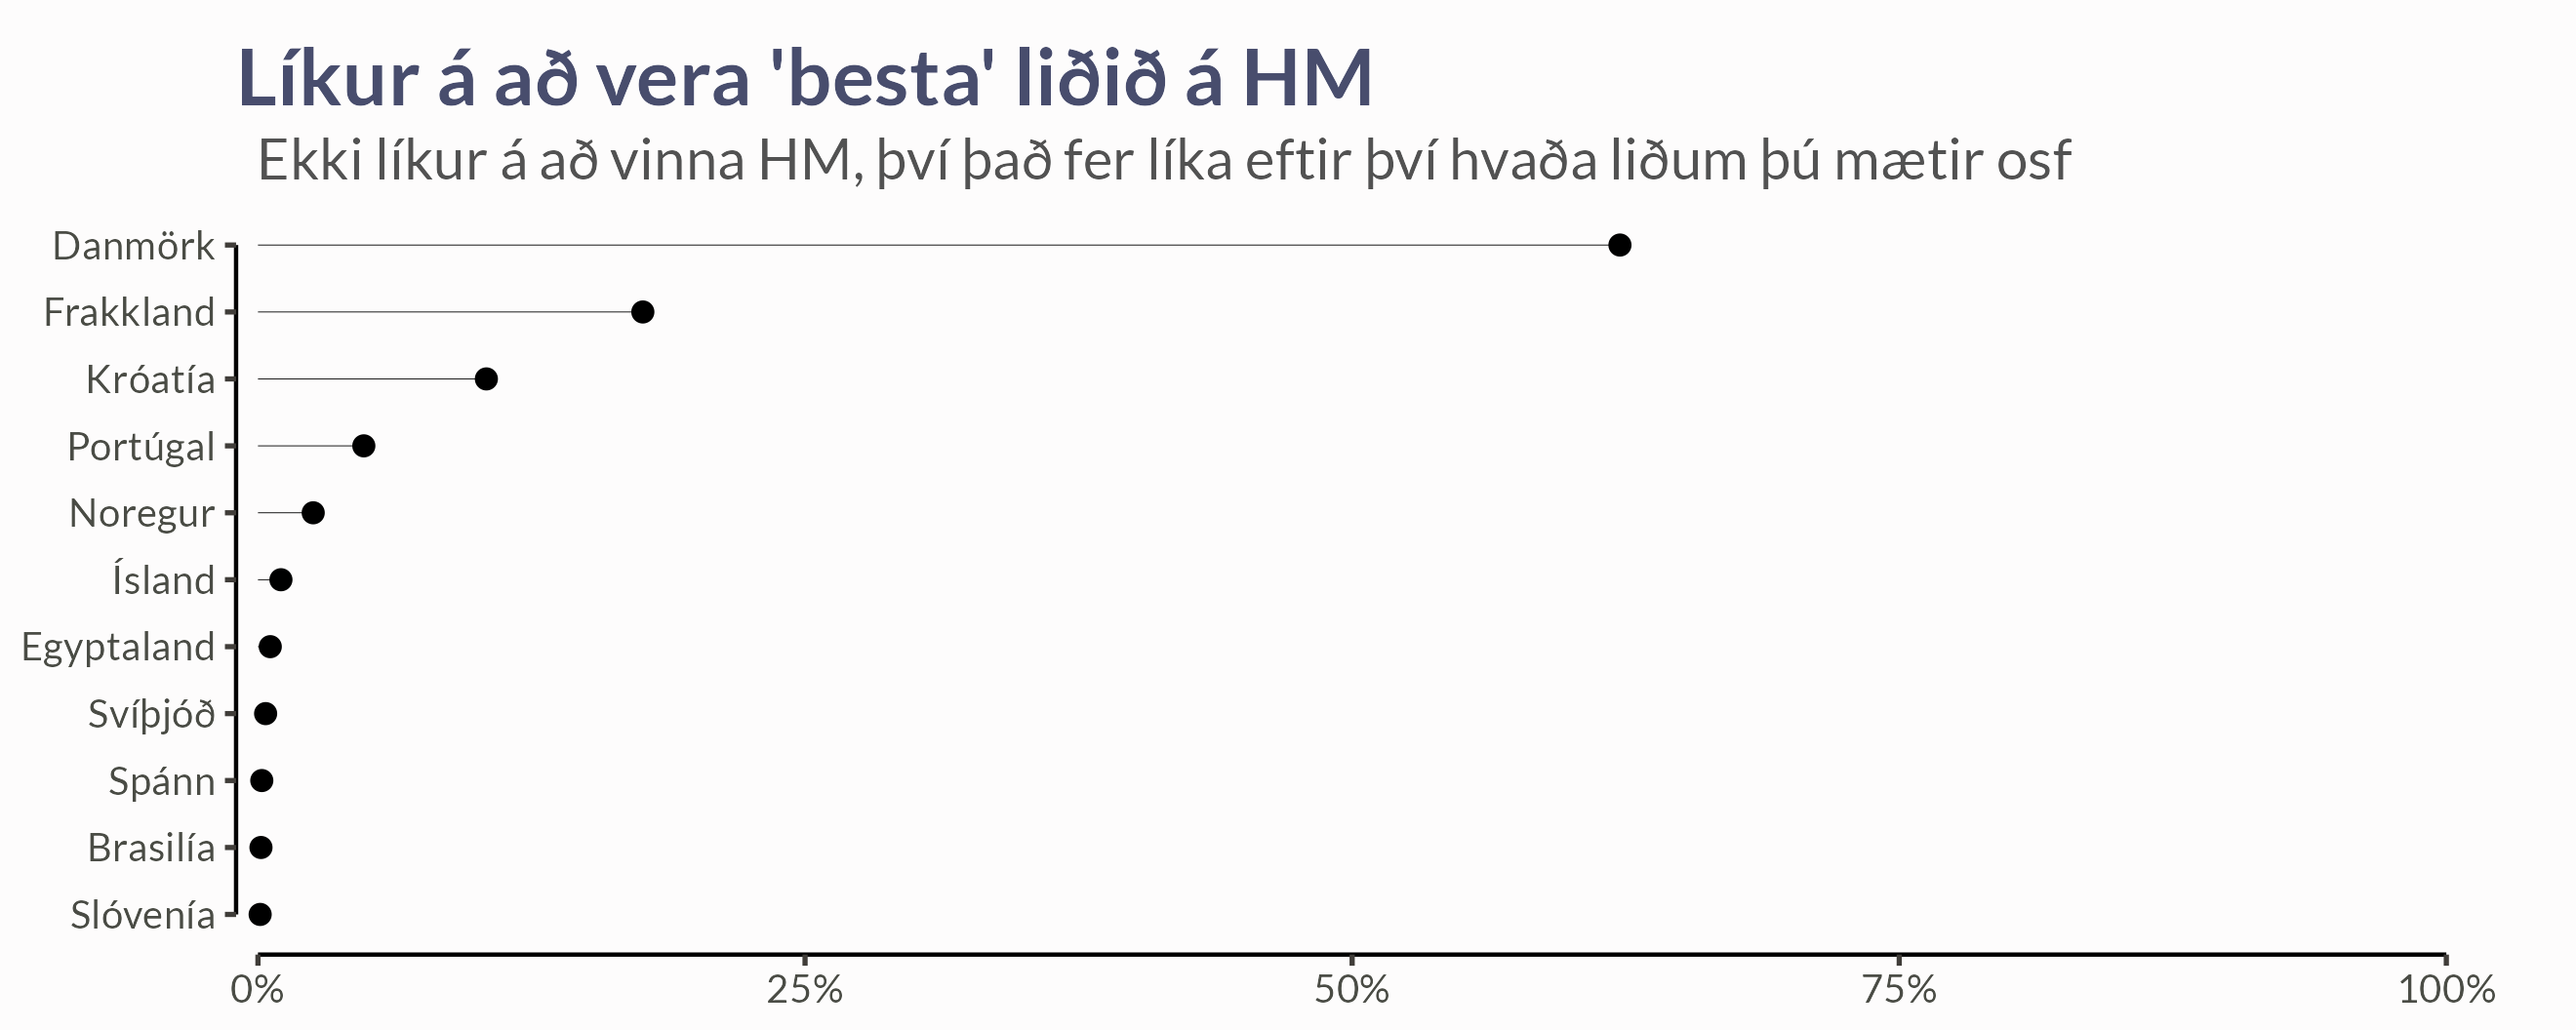 Líkur á að vera 'besta' liðið á HM
Ekki líkur á að vinna HM, því það fer líka eftir því hvaða liðum þú mætir osf
Danmörk
Frakkland
Króatía
Portúgal
Noregur
Ísland
Egyptaland
Svíþjóð
Spánn
Brasilía
Slóvenía
0% 25% 50% 75% 100%